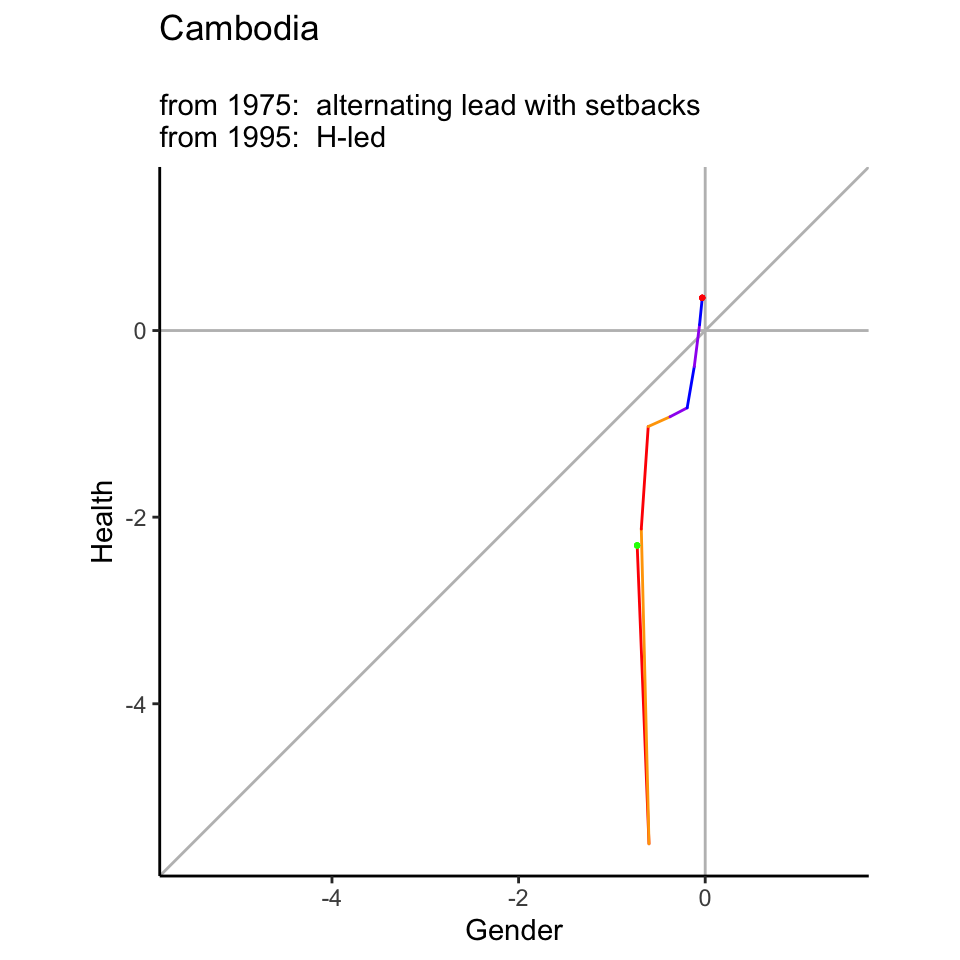 Cambodia
from 1975:  alternating lead with setbacks
from 1995:  H-led
0
-2
-4
Health
-4
-2
0
Gender